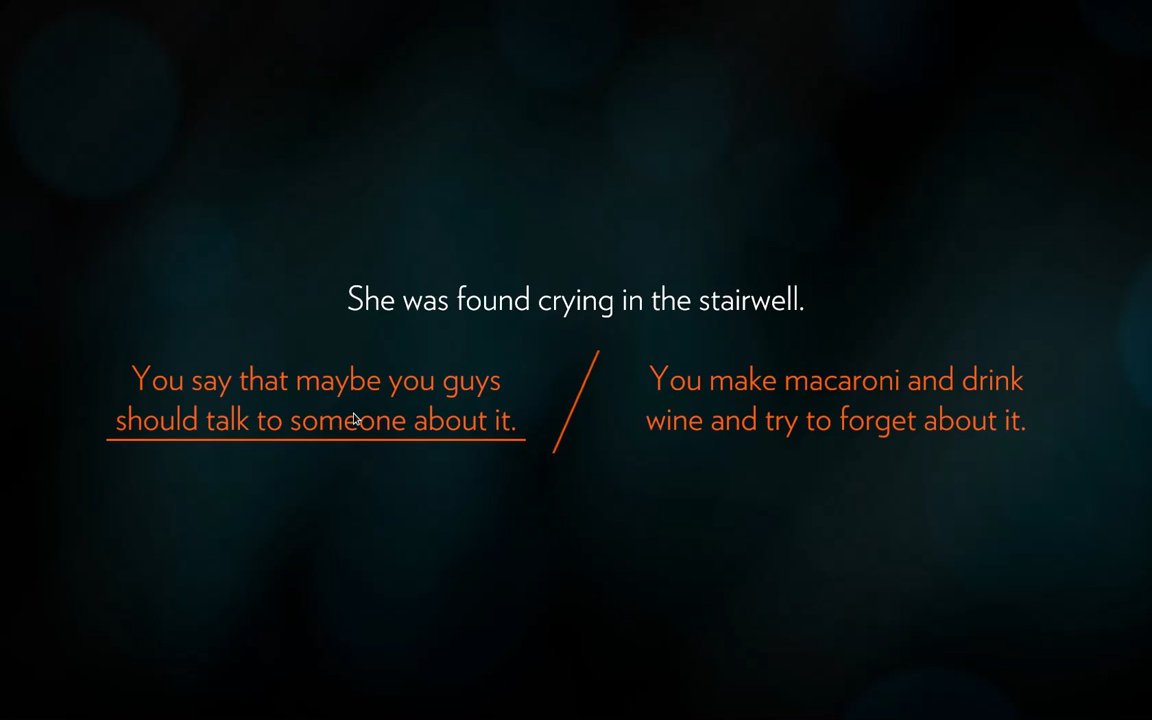 She was found crying in the stairwell.
You say that maybe you guys
should talk to someone about it.
You make macaroni and drink
wine and try to forget about it.